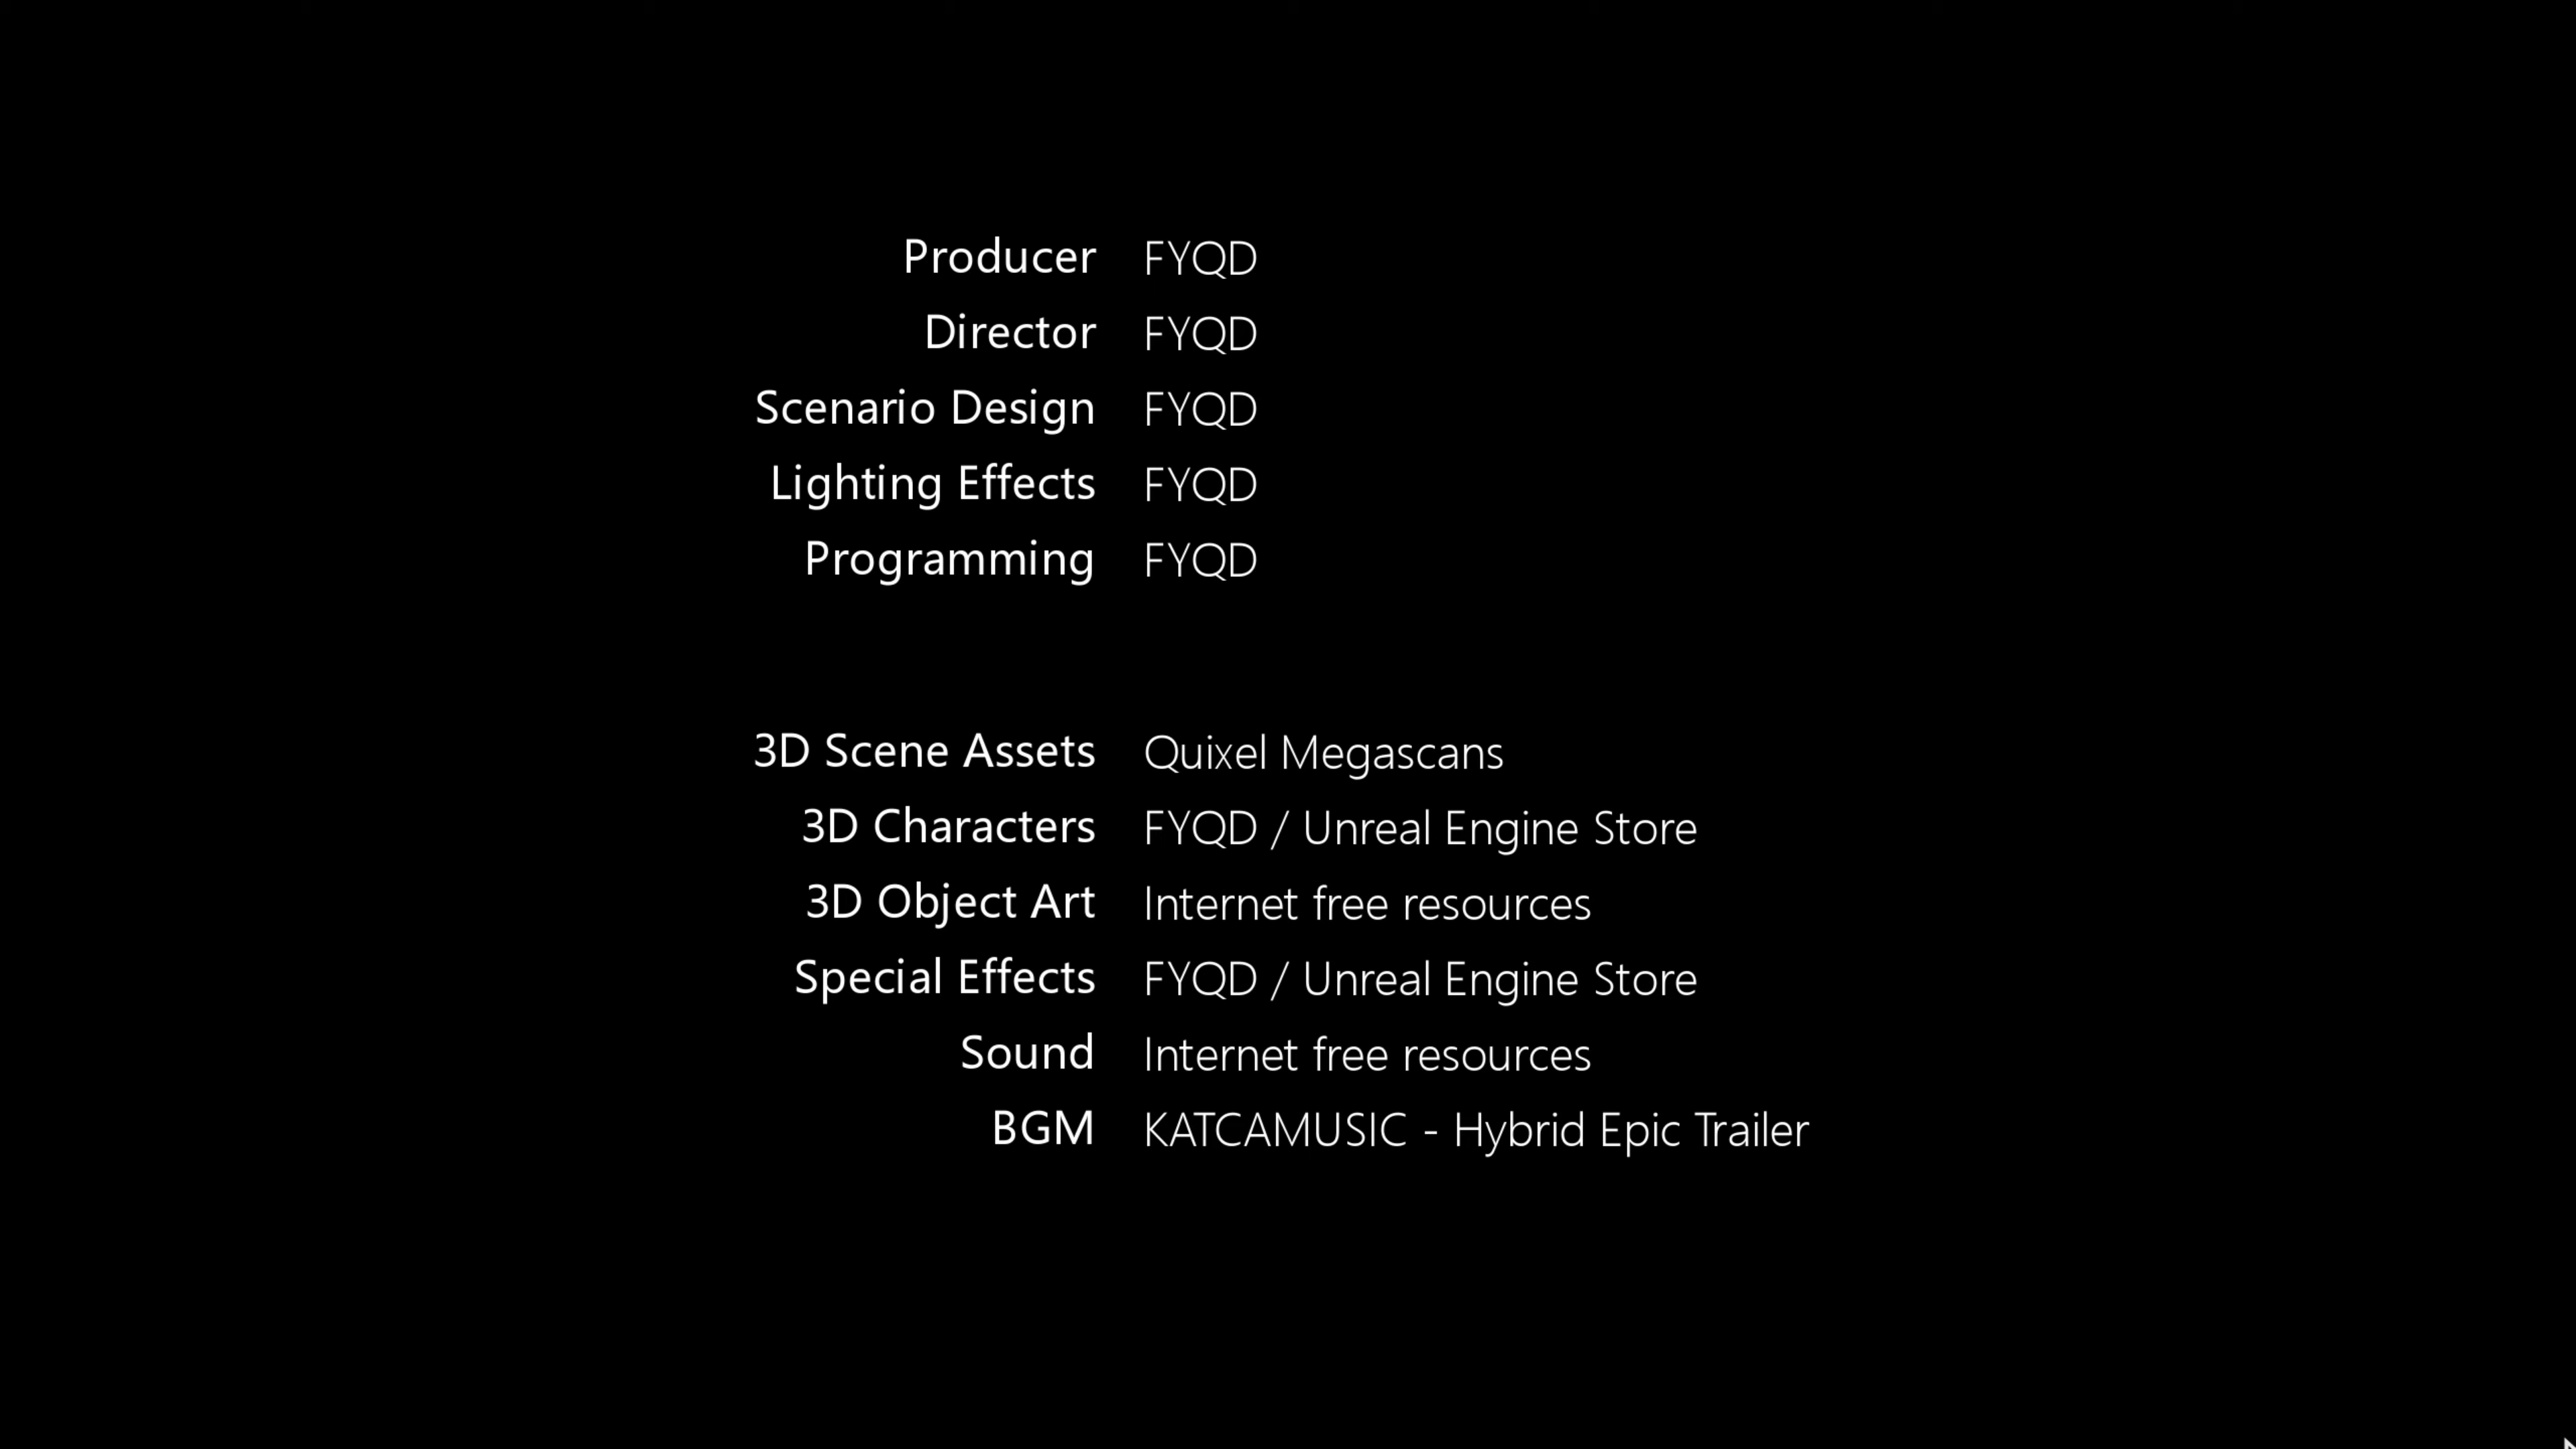 Producer FYQD
Director FYQD
Scenario Design FYQD
Lighting Effects FYQD
Programming FYQD
3D Scene Assets Quixel Megascans
3D Characters FYQD / Unreal Engine Store
3D Object Art Internet free resources
Special Effects FYQD / Unreal Engine Store
Sound Internet free resources
BGM KATCAMUSIC - Hybrid Epic Trailer